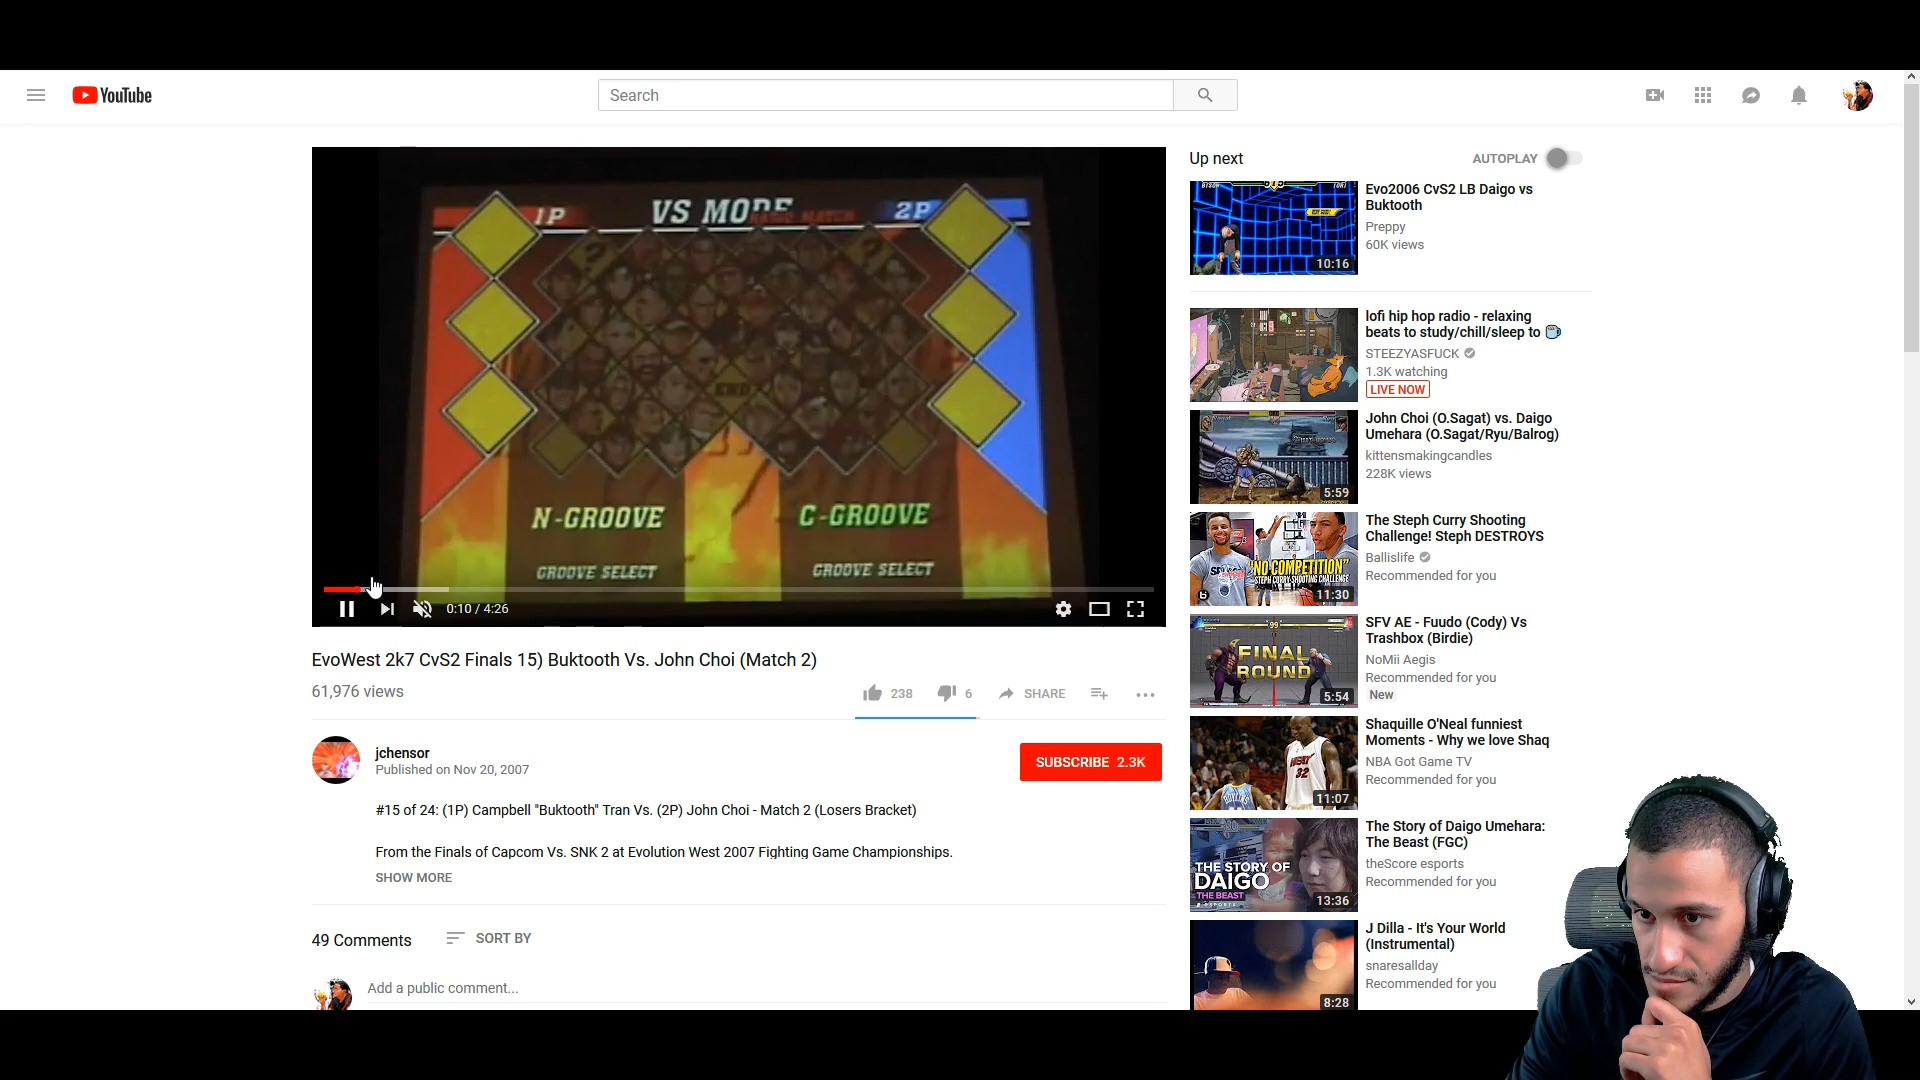 YouTube
Search
1P VS MODE 2P
BASIC MATCH
END
N-GROOVE
C-GROOVE
GROOVE SELECT
GROOVE SELECT
0:10 / 4:26
EvoWest 2k7 CvS2 Finals 15) Buktooth Vs. John Choi (Match 2)
61,976 views
238
6
SHARE
jchensor
Published on Nov 20, 2007
SUBSCRIBE 2.3K
#15 of 24: (1P) Campbell "Buktooth" Tran Vs. (2P) John Choi - Match 2 (Losers Bracket)
From the Finals of Capcom Vs. SNK 2 at Evolution West 2007 Fighting Game Championships.
SHOW MORE
49 Comments
SORT BY
Add a public comment...
Up next
AUTOPLAY
10:16
Evo2006 CvS2 LB Daigo vs
Buktooth
Preppy
60K views
lofi hip hop radio - relaxing
beats to study/chill/sleep to
STEEZYASFUCK
1.3K watching
LIVE NOW
5:59
John Choi (O.Sagat) vs. Daigo
Umehara (O.Sagat/Ryu/Balrog)
kittensmakingcandles
228K views
"NO COMPETITION"
STEPH CURRY SHOOTING CHALLENGE
11:30
The Steph Curry Shooting
Challenge! Steph DESTROYS
Ballislife
Recommended for you
99
FINAL
ROUND
5:54
SFV AE - Fuudo (Cody) Vs
Trashbox (Birdie)
NoMii Aegis
Recommended for you
New
HEAT
32
11:07
Shaquille O'Neal funniest
Moments - Why we love Shaq
NBA Got Game TV
Recommended for you
THE STORY OF
DAIGO
THE BEAST
13:36
The Story of Daigo Umehara:
The Beast (FGC)
theScore esports
Recommended for you
8:28
J Dilla - It's Your World
(Instrumental)
snaresallday
Recommended for you